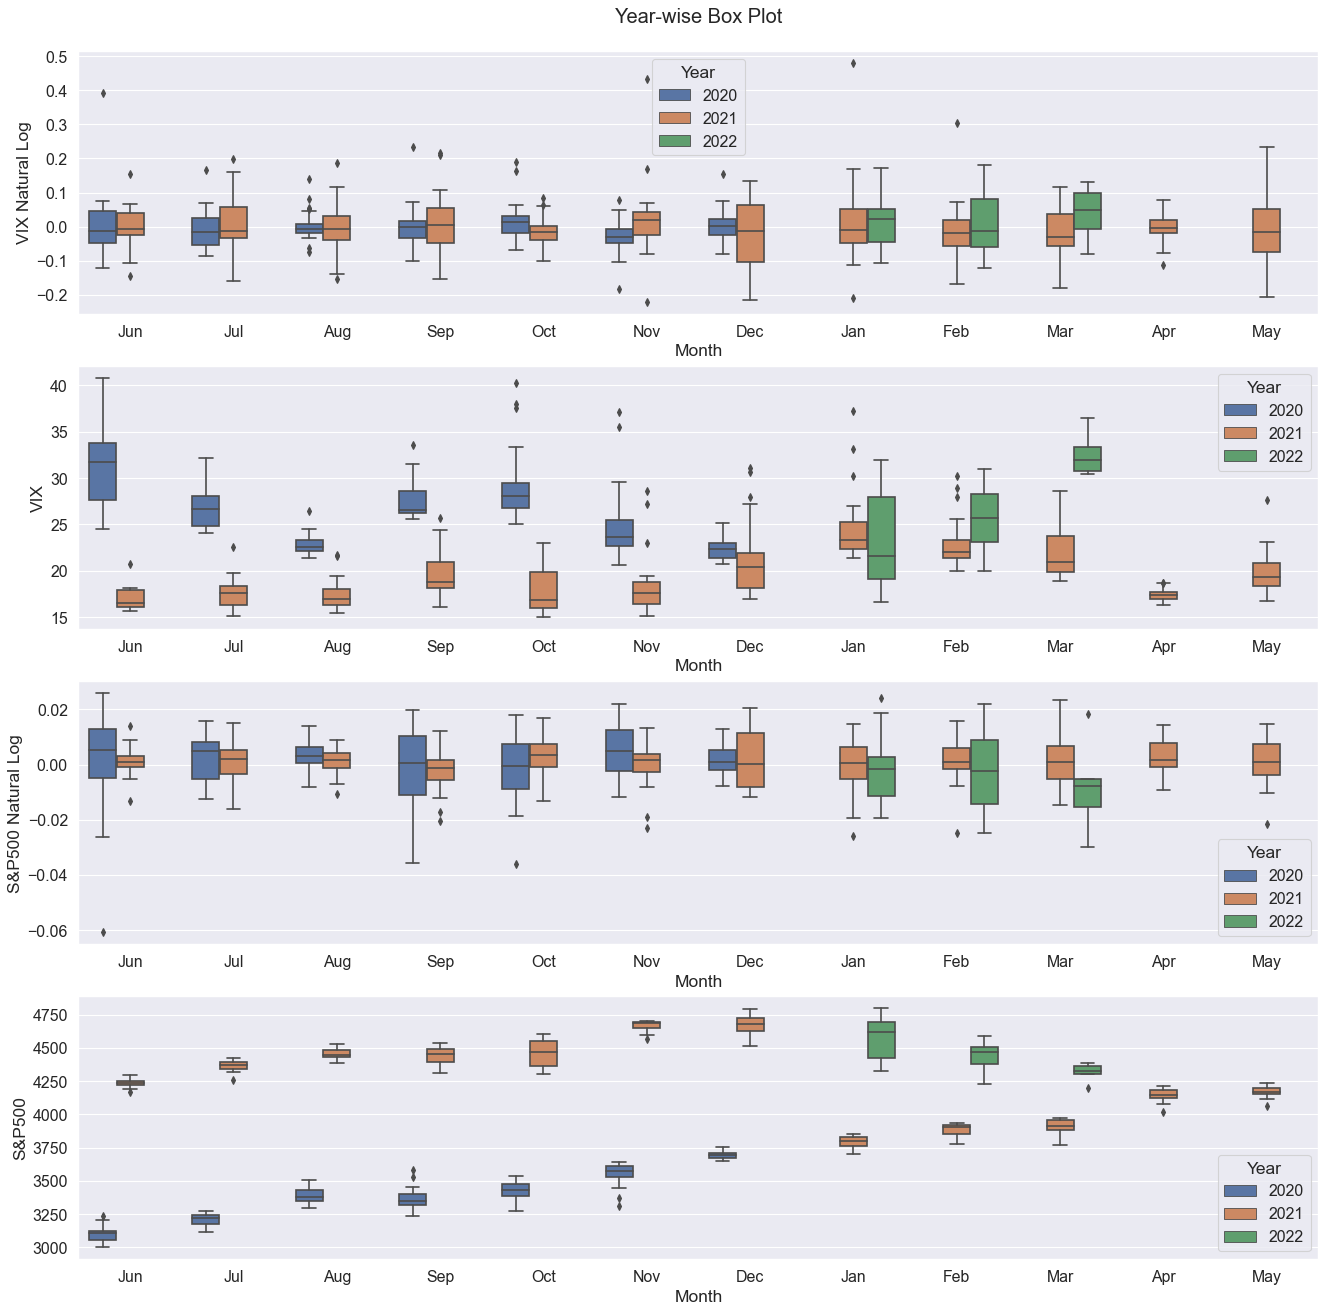 Year-wise Box Plot
0.5
0.4
0.3
0.2
0.1
0.0
−0.1
−0.2
VIX Natural Log
Year
2020
2021
2022
Jun Jul Aug Sep Oct Nov Dec Jan Feb Mar Apr May
Month
40
35
30
25
20
15
VIX
Year
2020
2021
2022
Jun Jul Aug Sep Oct Nov Dec Jan Feb Mar Apr May
Month
0.02
0.00
−0.02
−0.04
−0.06
S&P500 Natural Log
Year
2020
2021
2022
Jun Jul Aug Sep Oct Nov Dec Jan Feb Mar Apr May
Month
4750
4500
4250
4000
3750
3500
3250
3000
S&P500
Year
2020
2021
2022
Jun Jul Aug Sep Oct Nov Dec Jan Feb Mar Apr May
Month